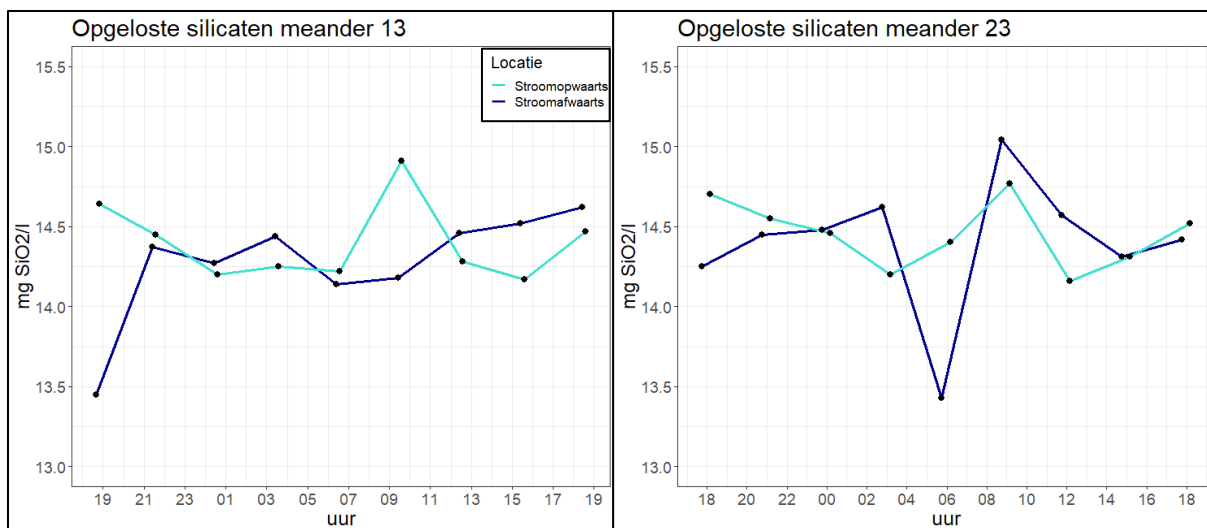 Opgeloste silicaten meander 13
Locatie
Stroomopwaarts
Stroomafwaarts
mg SiO2/l
15.5
15.0
14.5
14.0
13.5
13.0
19 21 23 01 03 05 07 09 11 13 15 17 19
uur
Opgeloste silicaten meander 23
mg SiO2/l
15.5
15.0
14.5
14.0
13.5
13.0
18 20 22 00 02 04 06 08 10 12 14 16 18
uur